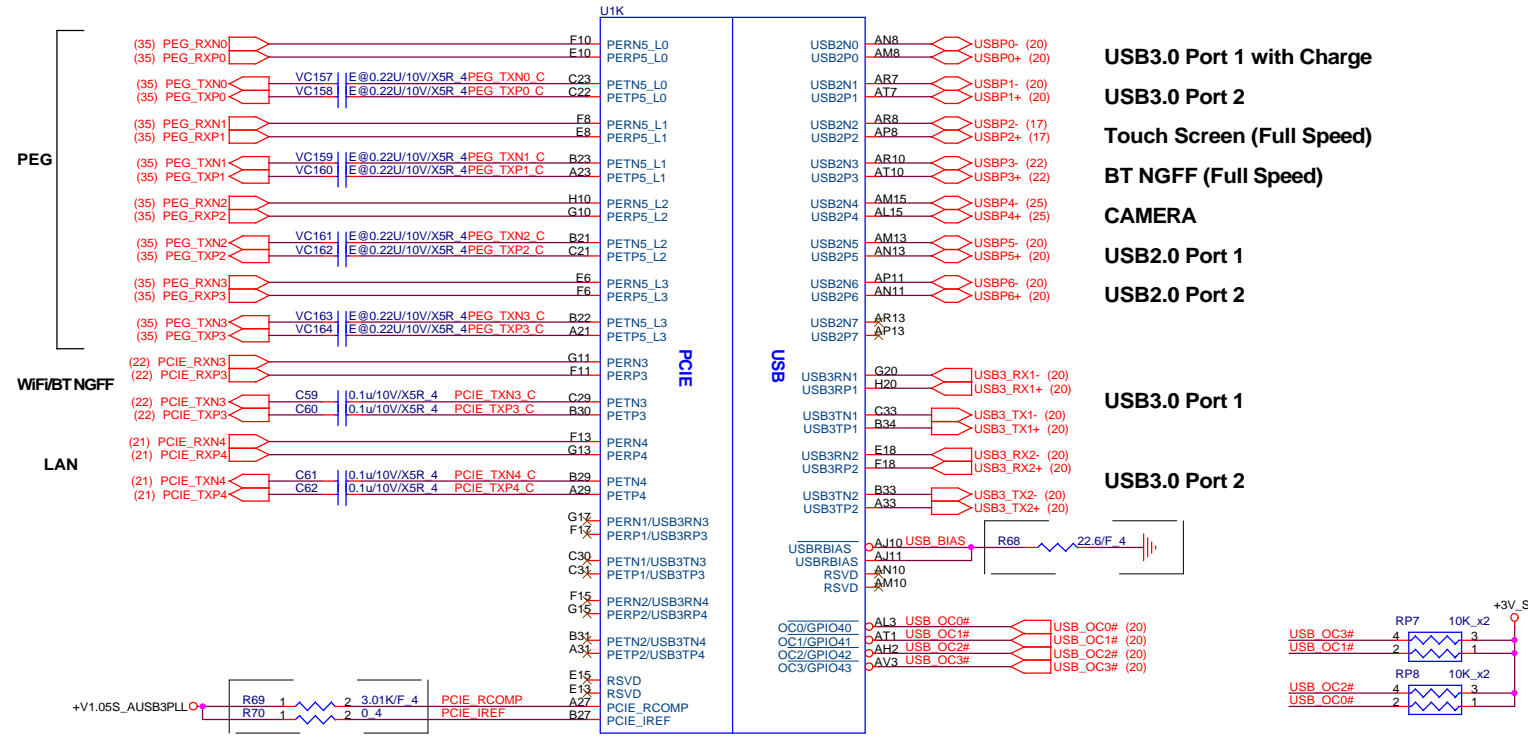 U1K
PEG
(35) PEG_RXN0 F10 PERN5_L0
(35) PEG_RXP0 E10 PERP5_L0
(35) PEG_TXN0 VC157 E@0.22U/10V/X5R_4 PEG_TXN0_C C23 PETN5_L0
(35) PEG_TXP0 VC158 E@0.22U/10V/X5R_4 PEG_TXP0_C C22 PETP5_L0
(35) PEG_RXN1 F8 PERN5_L1
(35) PEG_RXP1 E8 PERP5_L1
(35) PEG_TXN1 VC159 E@0.22U/10V/X5R_4 PEG_TXN1_C B23 PETN5_L1
(35) PEG_TXP1 VC160 E@0.22U/10V/X5R_4 PEG_TXP1_C A23 PETP5_L1
(35) PEG_RXN2 H10 PERN5_L2
(35) PEG_RXP2 G10 PERP5_L2
(35) PEG_TXN2 VC161 E@0.22U/10V/X5R_4 PEG_TXN2_C B21 PETN5_L2
(35) PEG_TXP2 VC162 E@0.22U/10V/X5R_4 PEG_TXP2_C C21 PETP5_L2
(35) PEG_RXN3 E6 PERN5_L3
(35) PEG_RXP3 F6 PERP5_L3
(35) PEG_TXN3 VC163 E@0.22U/10V/X5R_4 PEG_TXN3_C B22 PETN5_L3
(35) PEG_TXP3 VC164 E@0.22U/10V/X5R_4 PEG_TXP3_C A21 PETP5_L3
WiFi/BT NGFF
(22) PCIE_RXN3 G11 PERN3
(22) PCIE_RXP3 F11 PERP3
(22) PCIE_TXN3 C59 0.1u/10V/X5R_4 PCIE_TXN3_C C29 PETN3
(22) PCIE_TXP3 C60 0.1u/10V/X5R_4 PCIE_TXP3_C B30 PETP3
LAN
(21) PCIE_RXN4 F13 PERN4
(21) PCIE_RXP4 G13 PERP4
(21) PCIE_TXN4 C61 0.1u/10V/X5R_4 PCIE_TXN4_C B29 PETN4
(21) PCIE_TXP4 C62 0.1u/10V/X5R_4 PCIE_TXP4_C A29 PETP4
G17 PERN1/USB3RN3
F17 PERP1/USB3RP3
C30 PETN1/USB3TN3
C31 PETP1/USB3TP3
F15 PERN2/USB3RN4
G15 PERP2/USB3RP4
B31 PETN2/USB3TN4
A31 PETP2/USB3TP4
E15 RSVD
E13 RSVD
+V1.05S_AUSB3PLL
R69 1 2 3.01K/F_4 PCIE_RCOMP A27 PCIE_RCOMP
R70 1 2 0_4 PCIE_IREF B27 PCIE_IREF
PCIE
USB
USB2N0 AN8 USBP0- (20)
USB2P0 AM8 USBP0+ (20)
USB3.0 Port 1 with Charge
USB2N1 AR7 USBP1- (20)
USB2P1 AT7 USBP1+ (20)
USB3.0 Port 2
USB2N2 AR8 USBP2- (17)
USB2P2 AP8 USBP2+ (17)
Touch Screen (Full Speed)
USB2N3 AR10 USBP3- (22)
USB2P3 AT10 USBP3+ (22)
BT NGFF (Full Speed)
USB2N4 AM15 USBP4- (25)
USB2P4 AL15 USBP4+ (25)
CAMERA
USB2N5 AM13 USBP5- (20)
USB2P5 AN13 USBP5+ (20)
USB2.0 Port 1
USB2N6 AP11 USBP6- (20)
USB2P6 AN11 USBP6+ (20)
USB2.0 Port 2
USB2N7 AR13
USB2P7 AP13
USB3RN1 G20 USB3_RX1- (20)
USB3RP1 H20 USB3_RX1+ (20)
USB3.0 Port 1
USB3TN1 C33 USB3_TX1- (20)
USB3TP1 B34 USB3_TX1+ (20)
USB3RN2 E18 USB3_RX2- (20)
USB3RP2 F18 USB3_RX2+ (20)
USB3.0 Port 2
USB3TN2 B33 USB3_TX2- (20)
USB3TP2 A33 USB3_TX2+ (20)
USBRBIAS AJ10 USB_BIAS R68 22.6/F_4
USBRBIAS AJ11
RSVD AN10
RSVD AM10
OC0/GPIO40 AL3 USB_OC0# USB_OC0# (20)
OC1/GPIO41 AT1 USB_OC1# USB_OC1# (20)
OC2/GPIO42 AH2 USB_OC2# USB_OC2# (20)
OC3/GPIO43 AV3 USB_OC3# USB_OC3# (20)
+3V_S
RP7 10K_x2
USB_OC3# 4 3
USB_OC1# 2 1
RP8 10K_x2
USB_OC2# 4 3
USB_OC0# 2 1